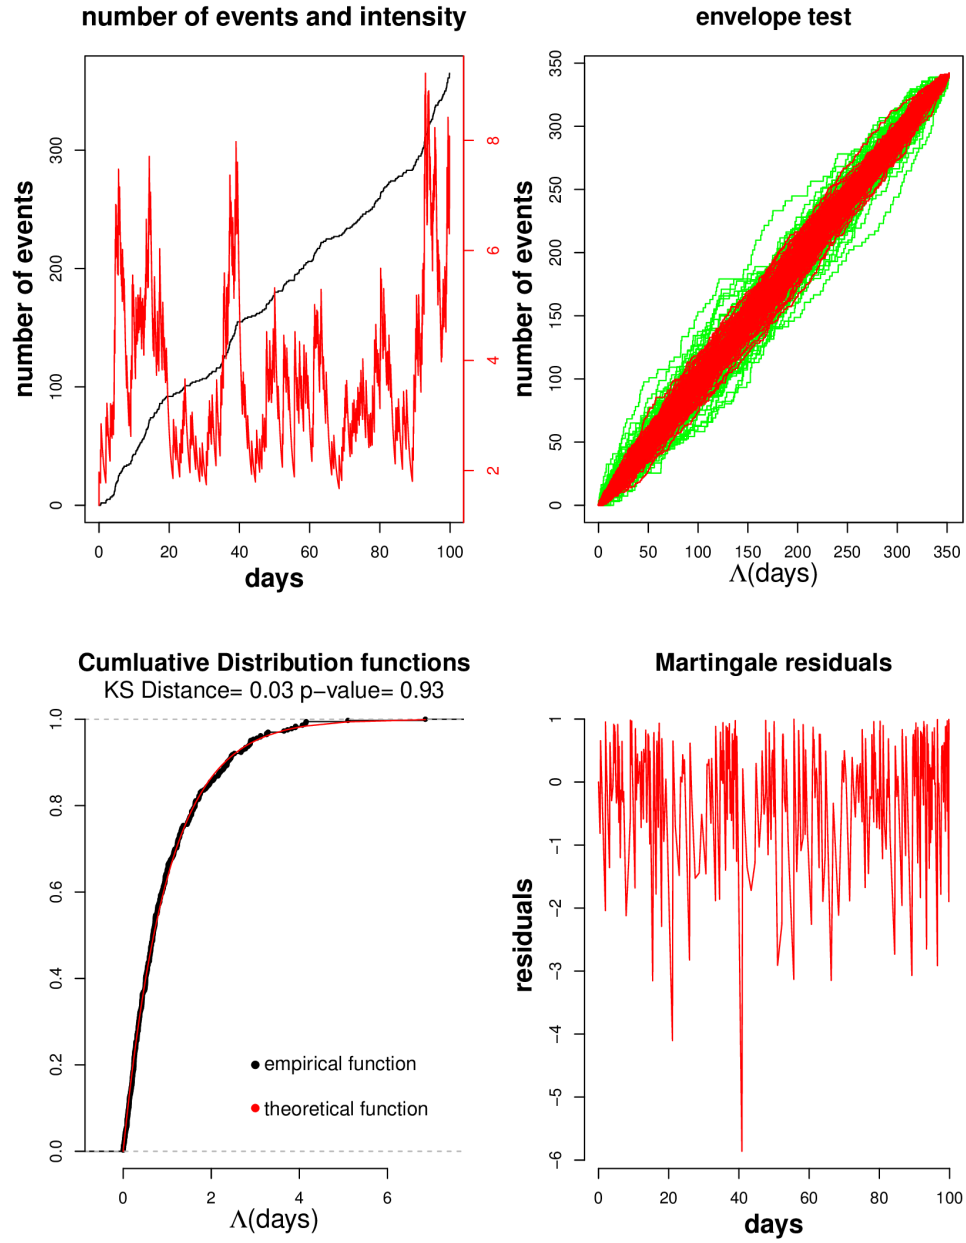 number of events and intensity
number of events
0
100
200
300
2
4
6
8
0 20 40 60 80 100
days
envelope test
number of events
0
50
100
150
200
250
300
350
0 50 100 150 200 250 300 350
Λ(days)
Cumluative Distribution functions
KS Distance= 0.03 p−value= 0.93
0.0
0.2
0.4
0.6
0.8
1.0
empirical function
theoretical function
0 2 4 6
Λ(days)
Martingale residuals
residuals
1
0
−1
−2
−3
−4
−5
−6
0 20 40 60 80 100
days